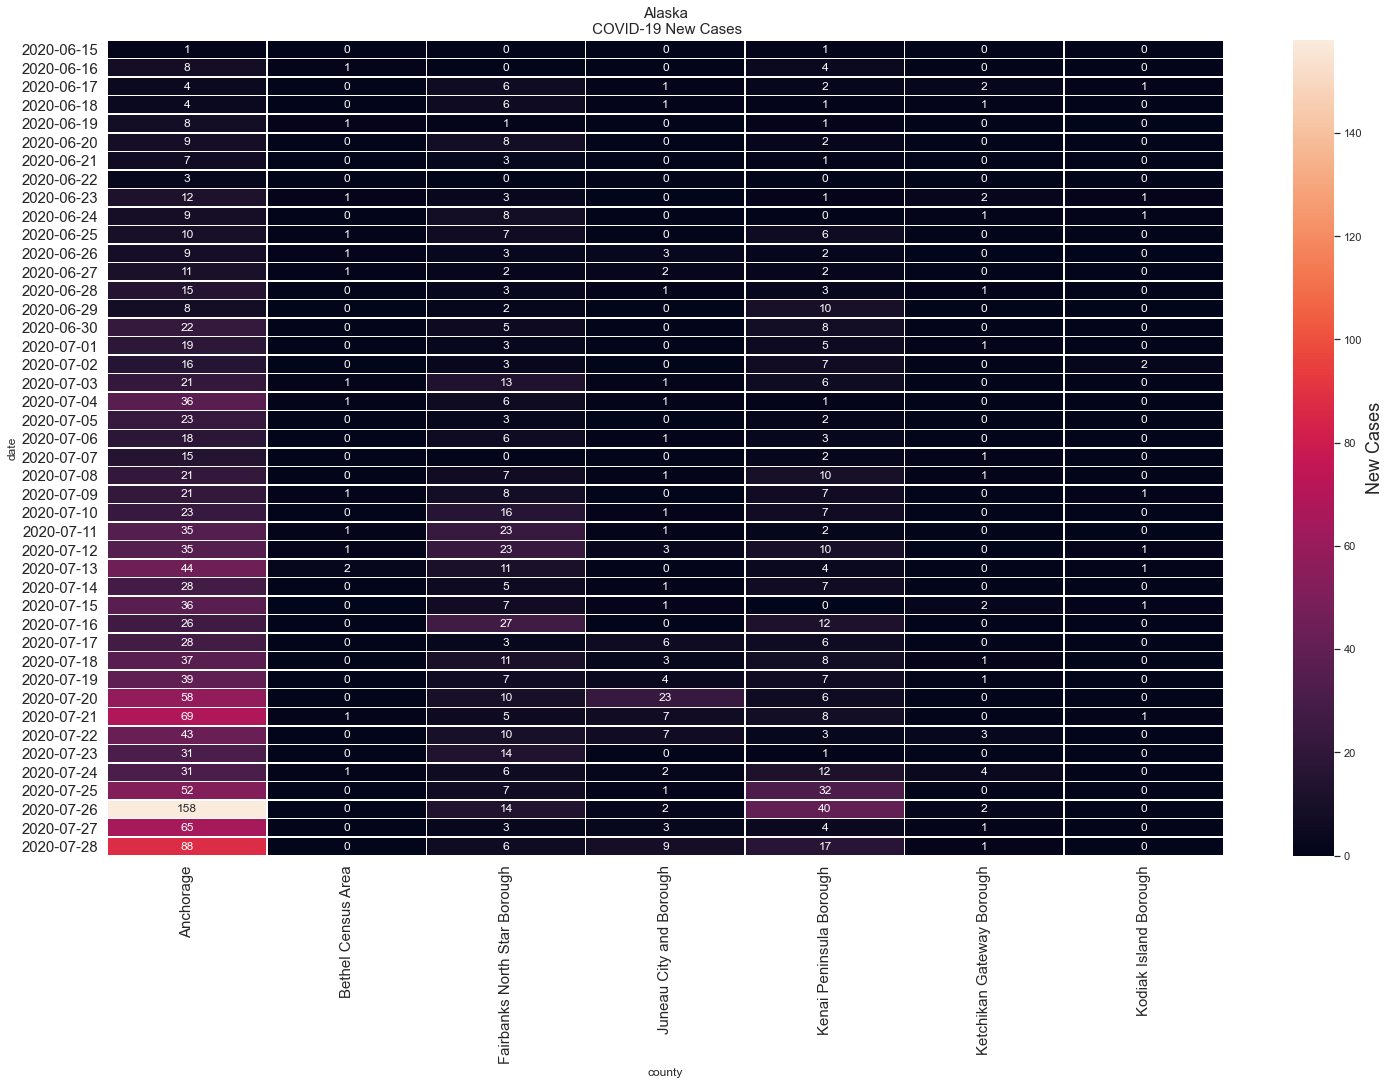 Alaska
COVID-19 New Cases
2020-06-15 1 0 0 0 1 0 0
2020-06-16 8 1 0 0 4 0 0
2020-06-17 4 0 6 1 2 2 1
2020-06-18 4 0 6 1 1 1 0
2020-06-19 8 1 1 0 1 0 0
2020-06-20 9 0 8 0 2 0 0
2020-06-21 7 0 3 0 1 0 0
2020-06-22 3 0 0 0 0 0 0
2020-06-23 12 1 3 0 1 2 1
2020-06-24 9 0 8 0 0 1 1
2020-06-25 10 1 7 0 6 0 0
2020-06-26 9 1 3 3 2 0 0
2020-06-27 11 1 2 2 2 0 0
2020-06-28 15 0 3 1 3 1 0
2020-06-29 8 0 2 0 10 0 0
2020-06-30 22 0 5 0 8 0 0
2020-07-01 19 0 3 0 5 1 0
2020-07-02 16 0 3 0 7 0 2
2020-07-03 21 1 13 1 6 0 0
2020-07-04 36 1 6 1 1 0 0
2020-07-05 23 0 3 0 2 0 0
2020-07-06 18 0 6 1 3 0 0
2020-07-07 15 0 0 0 2 1 0
2020-07-08 21 0 7 1 10 1 0
2020-07-09 21 1 8 0 7 0 1
2020-07-10 23 0 16 1 7 0 0
2020-07-11 35 1 23 1 2 0 0
2020-07-12 35 1 23 3 10 0 1
2020-07-13 44 2 11 0 4 0 1
2020-07-14 28 0 5 1 7 0 0
2020-07-15 36 0 7 1 0 2 1
2020-07-16 26 0 27 0 12 0 0
2020-07-17 28 0 3 6 6 0 0
2020-07-18 37 0 11 3 8 1 0
2020-07-19 39 0 7 4 7 1 0
2020-07-20 58 0 10 23 6 0 0
2020-07-21 69 1 5 7 8 0 1
2020-07-22 43 0 10 7 3 3 0
2020-07-23 31 0 14 0 1 0 0
2020-07-24 31 1 6 2 12 4 0
2020-07-25 52 0 7 1 32 0 0
2020-07-26 158 0 14 2 40 2 0
2020-07-27 65 0 3 3 4 1 0
2020-07-28 88 0 6 9 17 1 0
date
Anchorage
Bethel Census Area
Fairbanks North Star Borough
Juneau City and Borough
Kenai Peninsula Borough
Ketchikan Gateway Borough
Kodiak Island Borough
county
140
120
100
80
60
40
20
0
New Cases